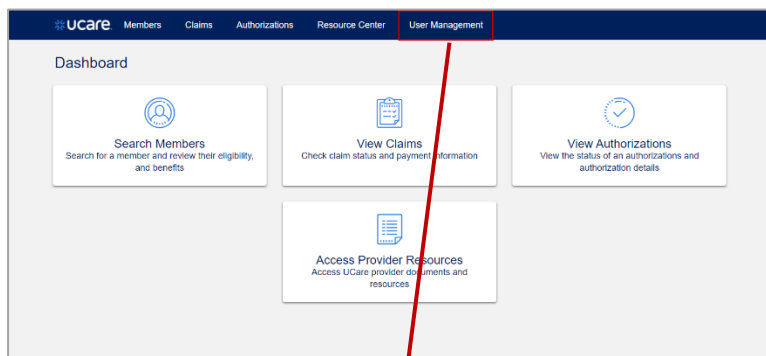 ucare. Members Claims Authorizations Resource Center User Management
Dashboard
Search Members
Search for a member and review their eligibility,
and benefits
View Claims
Check claim status and payment information
View Authorizations
View the status of an authorizations and
authorization details
Access Provider Resources
Access UCare provider documents and
resources